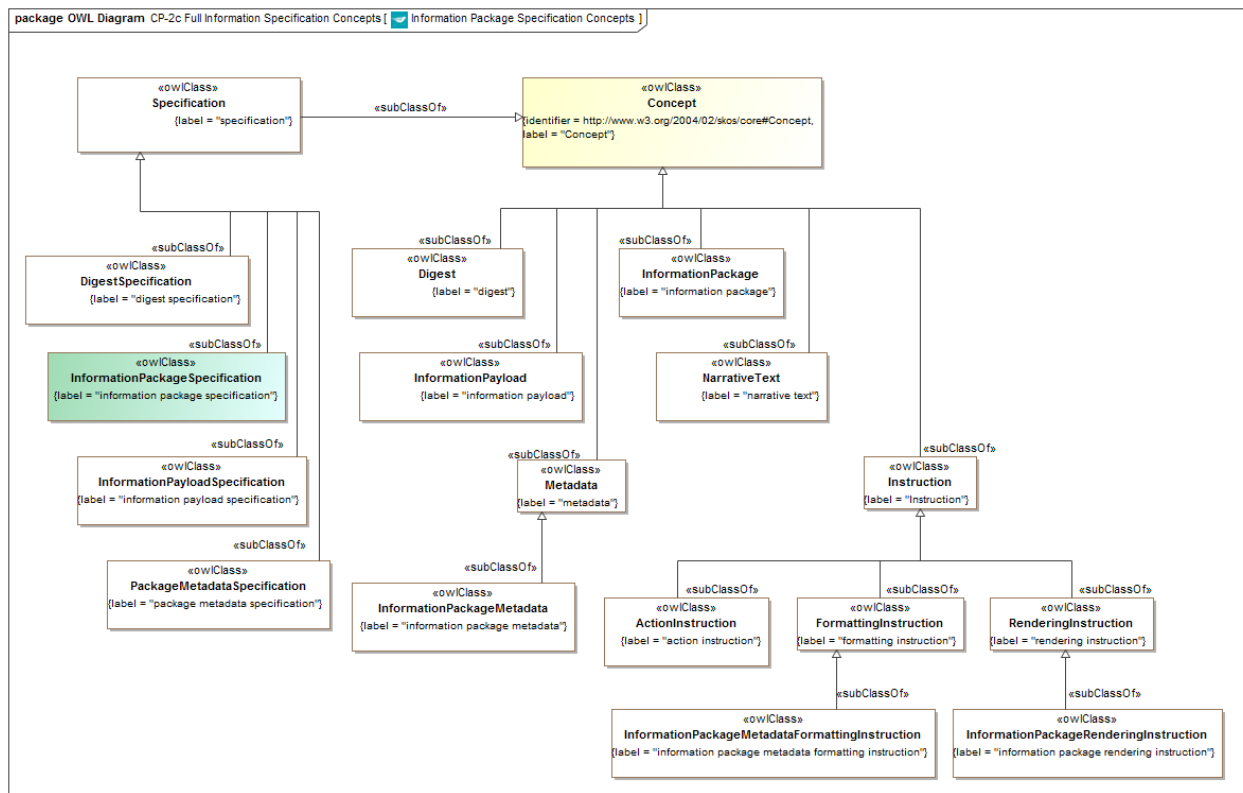 package OWL Diagram CP-2c Full Information Specification Concepts [ Information Package Specification Concepts ]
«owlClass»
Specification
{label = "specification"}
«subClassOf»
«owlClass»
Concept
{identifier = http://www.w3.org/2004/02/skos/core#Concept,
label = "Concept"}
«subClassOf»
«owlClass»
DigestSpecification
{label = "digest specification"}
«subClassOf»
«owlClass»
Digest
{label = "digest"}
«subClassOf»
«owlClass»
InformationPackage
{label = "information package"}
«subClassOf»
«owlClass»
InformationPackageSpecification
{label = "information package specification"}
«subClassOf»
«owlClass»
InformationPayload
{label = "information payload"}
«subClassOf»
«owlClass»
NarrativeText
{label = "narrative text"}
«subClassOf»
«owlClass»
InformationPayloadSpecification
{label = "information payload specification"}
«subClassOf»
«owlClass»
Metadata
{label = "metadata"}
«subClassOf»
«owlClass»
Instruction
{label = "Instruction"}
«subClassOf»
«owlClass»
PackageMetadataSpecification
{label = "package metadata specification"}
«subClassOf»
«owlClass»
InformationPackageMetadata
{label = "information package metadata"}
«subClassOf»
«owlClass»
ActionInstruction
{label = "action instruction"}
«subClassOf»
«owlClass»
FormattingInstruction
{label = "formatting instruction"}
«subClassOf»
«owlClass»
RenderingInstruction
{label = "rendering instruction"}
«subClassOf»
«owlClass»
InformationPackageMetadataFormattingInstruction
{label = "information package metadata formatting instruction"}
«subClassOf»
«owlClass»
InformationPackageRenderingInstruction
{label = "information package rendering instruction"}